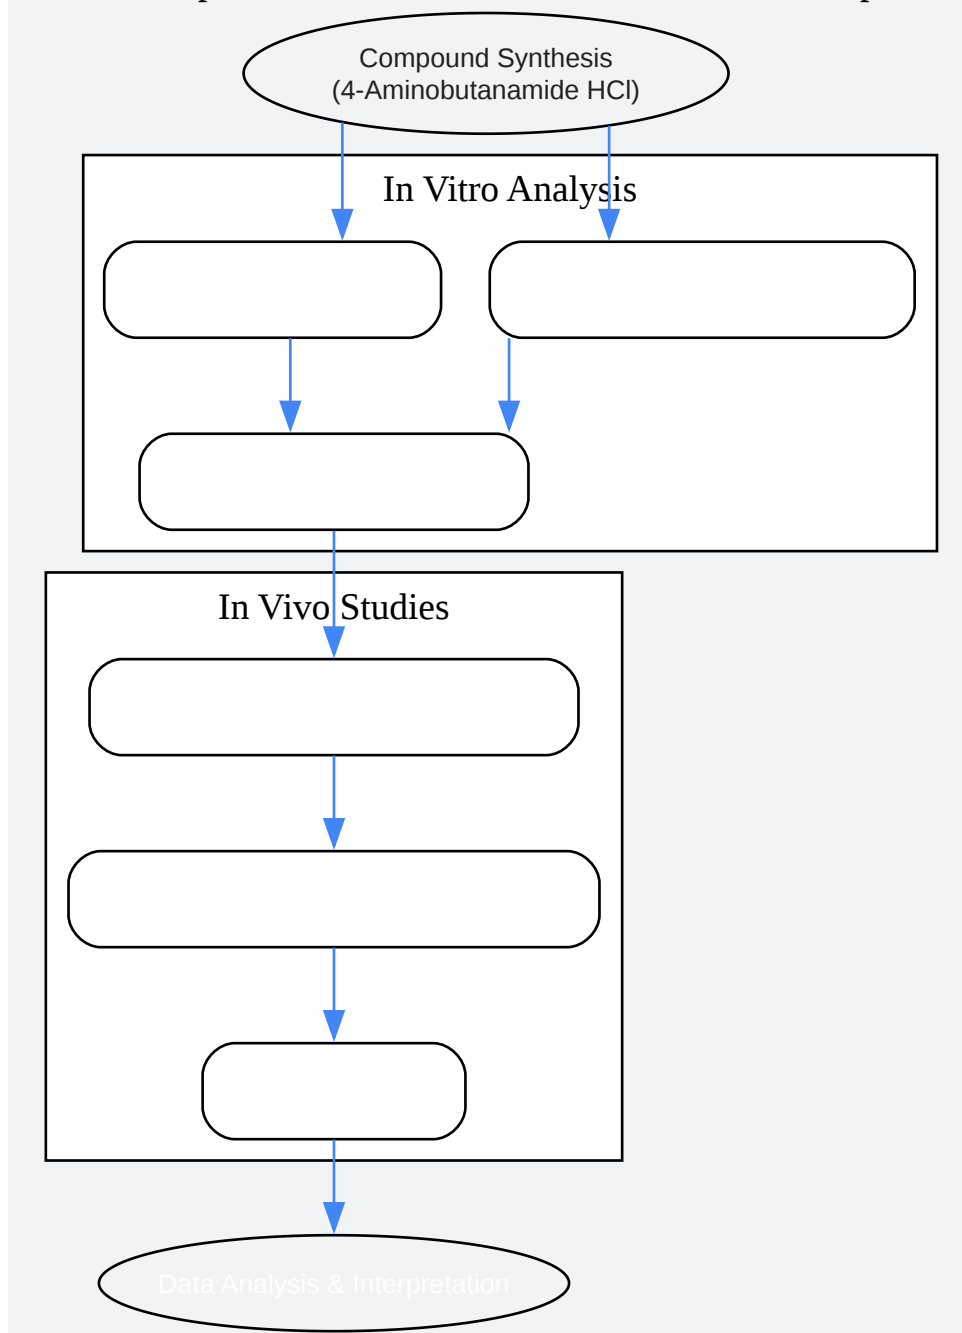 Compound Synthesis
(4-Aminobutanamide HCl)
In Vitro Analysis
In Vivo Studies
Data Analysis & Interpretation